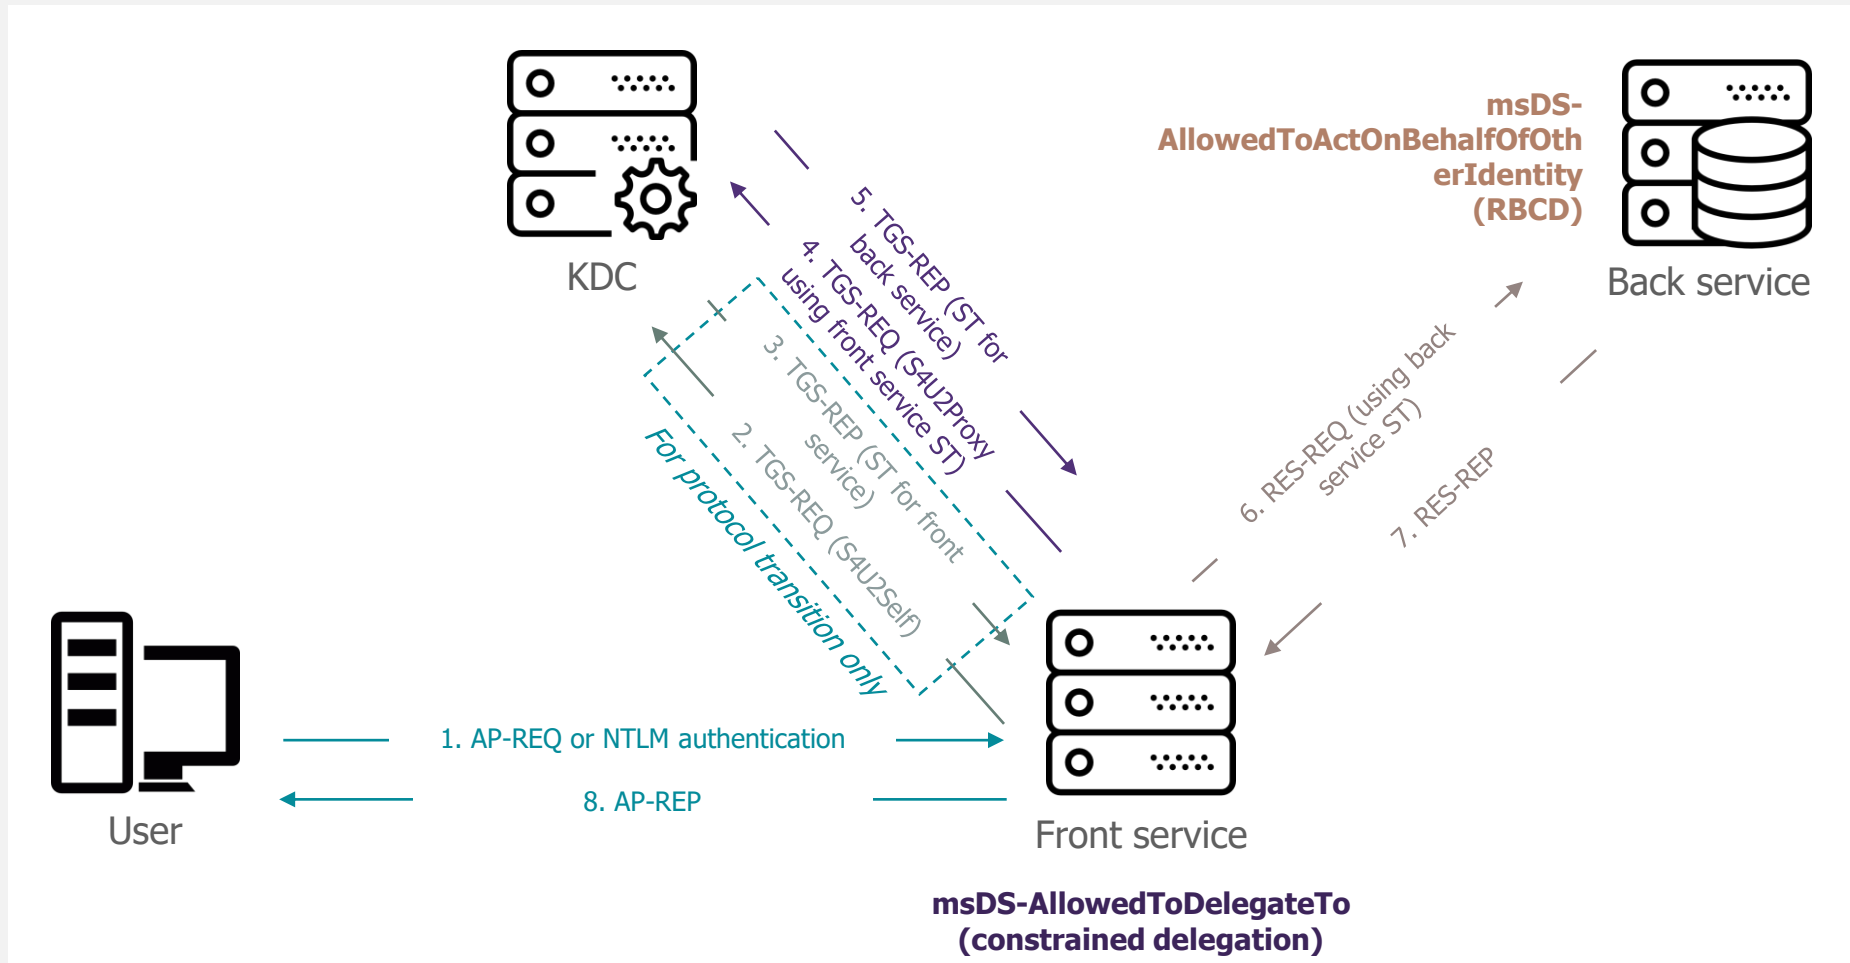 KDC
msDS-
AllowedToActOnBehalfOfOth
erIdentity
(RBCD)
Back service
5. TGS-REP (ST for
back service)
4. TGS-REQ (S4U2Proxy
using front service ST)
3. TGS-REP (ST for front
service)
2. TGS-REQ (S4U2Self)
For protocol transition only
6. RES-REQ (using back
service ST)
7. RES-REP
1. AP-REQ or NTLM authentication
8. AP-REP
User
Front service
msDS-AllowedToDelegateTo
(constrained delegation)